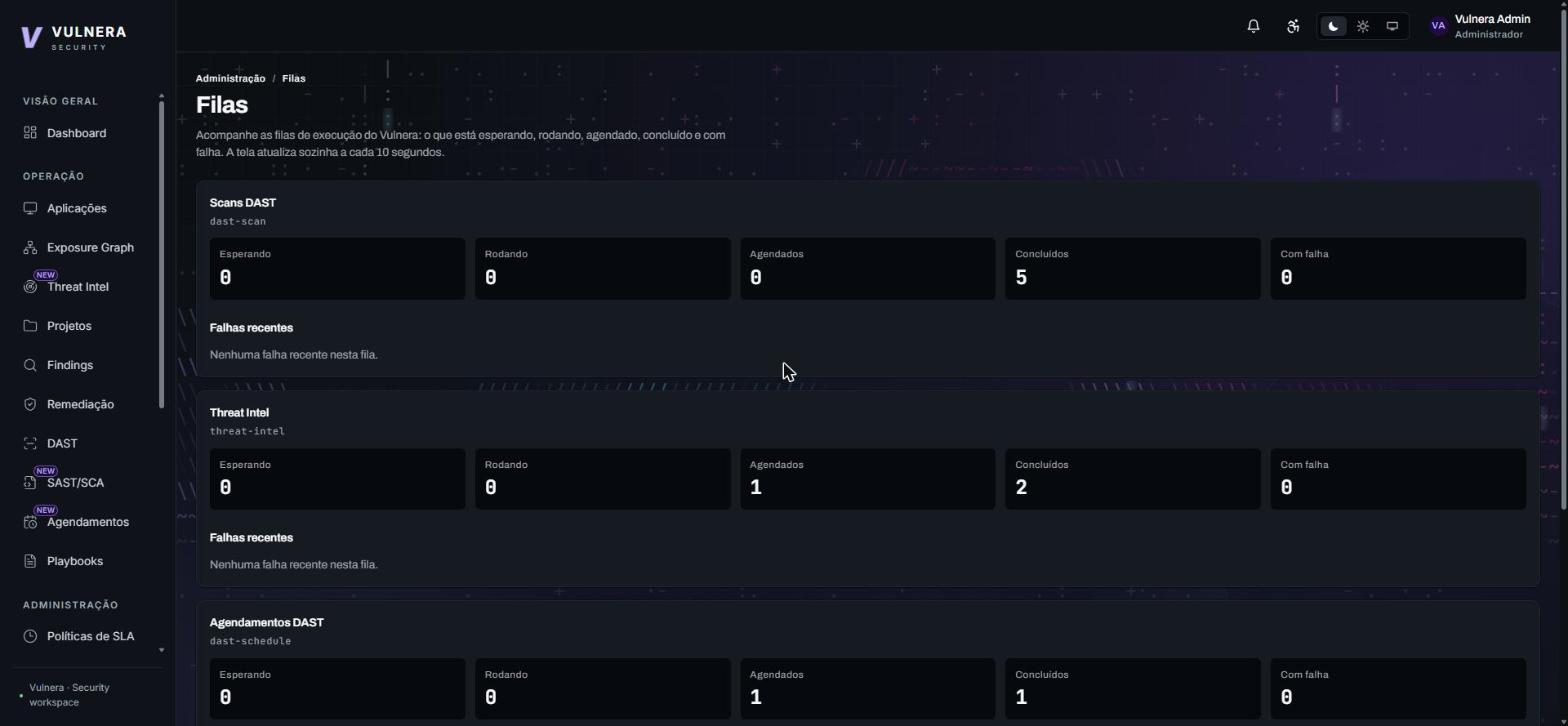 VULNERA
SECURITY
VISÃO GERAL
Dashboard
OPERAÇÃO
Aplicações
Exposure Graph
NEW
Threat Intel
Projetos
Findings
Remediação
DAST
NEW
SAST/SCA
NEW
Agendamentos
Playbooks
ADMINISTRAÇÃO
Políticas de SLA
Vulnera · Security
workspace
VA
Vulnera Admin
Administrador
Administração / Filas
Filas
Acompanhe as filas de execução do Vulnera: o que está esperando, rodando, agendado, concluído e com
falha. A tela atualiza sozinha a cada 10 segundos.
Scans DAST
dast-scan
Esperando Rodando Agendados Concluídos Com falha
0 0 0 5 0
Falhas recentes
Nenhuma falha recente nesta fila.
Threat Intel
threat-intel
Esperando Rodando Agendados Concluídos Com falha
0 0 1 2 0
Falhas recentes
Nenhuma falha recente nesta fila.
Agendamentos DAST
dast-schedule
Esperando Rodando Agendados Concluídos Com falha
0 0 1 1 0